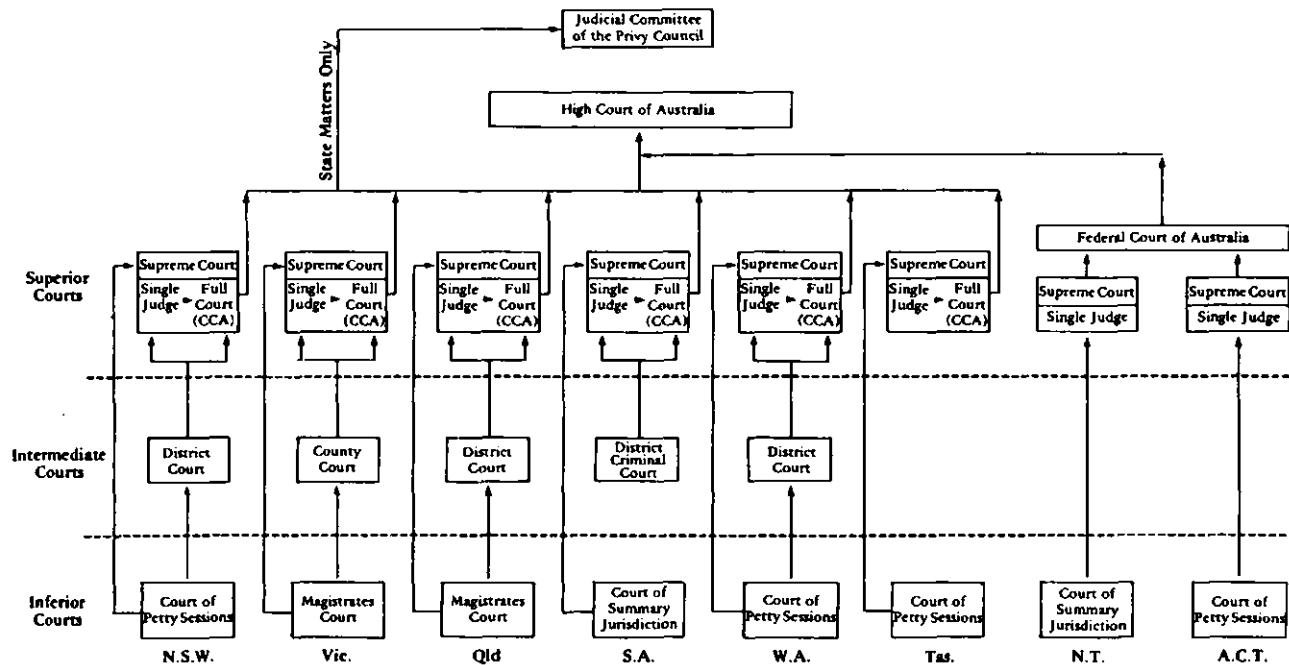 Judicial Committee
of the Privy Council
State Matters Only
High Court of Australia
Federal Court of Australia
Superior
Courts
Supreme Court
Single Full
Judge Court
(CCA)
Supreme Court
Single Full
Judge Court
(CCA)
Supreme Court
Single Full
Judge Court
(CCA)
Supreme Court
Single Full
Judge Court
(CCA)
Supreme Court
Single Full
Judge Court
(CCA)
Supreme Court
Single Full
Judge Court
(CCA)
Supreme Court
Single Judge
Supreme Court
Single Judge
Intermediate
Courts
District
Court
County
Court
District
Court
District
Criminal
Court
District
Court
Inferior
Courts
Court of
Petty Sessions
Magistrates
Court
Magistrates
Court
Court of
Summary
Jurisdiction
Court of
Petty Sessions
Court of
Petty Sessions
Court of
Summary
Jurisdiction
Court of
Petty Sessions
N.S.W. Vic. Qld S.A. W.A. Tas. N.T. A.C.T.